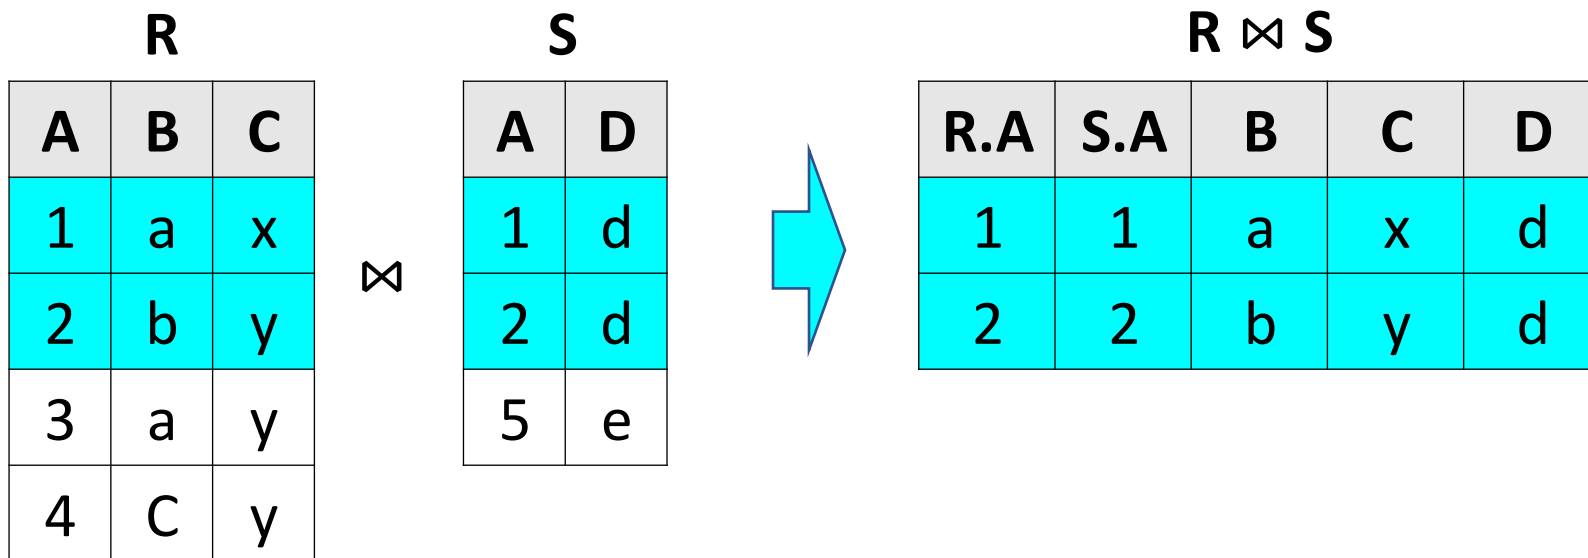 R S R ⋈ S
A B C A D R.A S.A B C D
1 a x 1 d 1 1 a x d
2 b y ⋈ 2 d 2 2 b y d
3 a y 5 e
4 C y